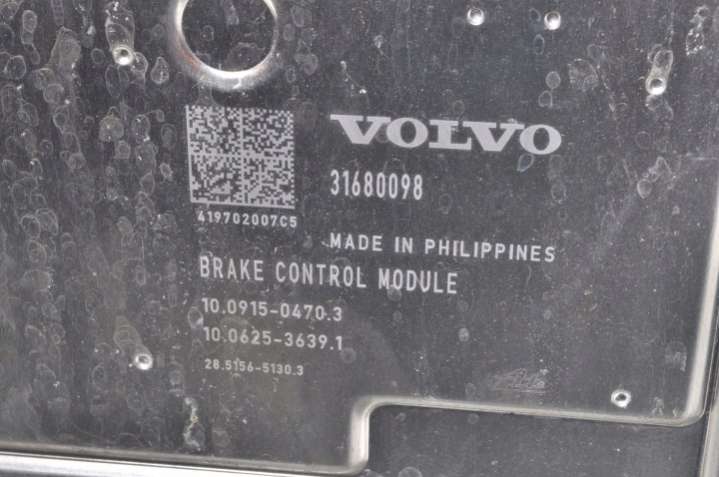 VOLVO
31680098
419702007C5
MADE IN PHILIPPINES
BRAKE CONTROL MODULE
10.0915-0470.3
10.0625-3639.1
28.5156-5130.3